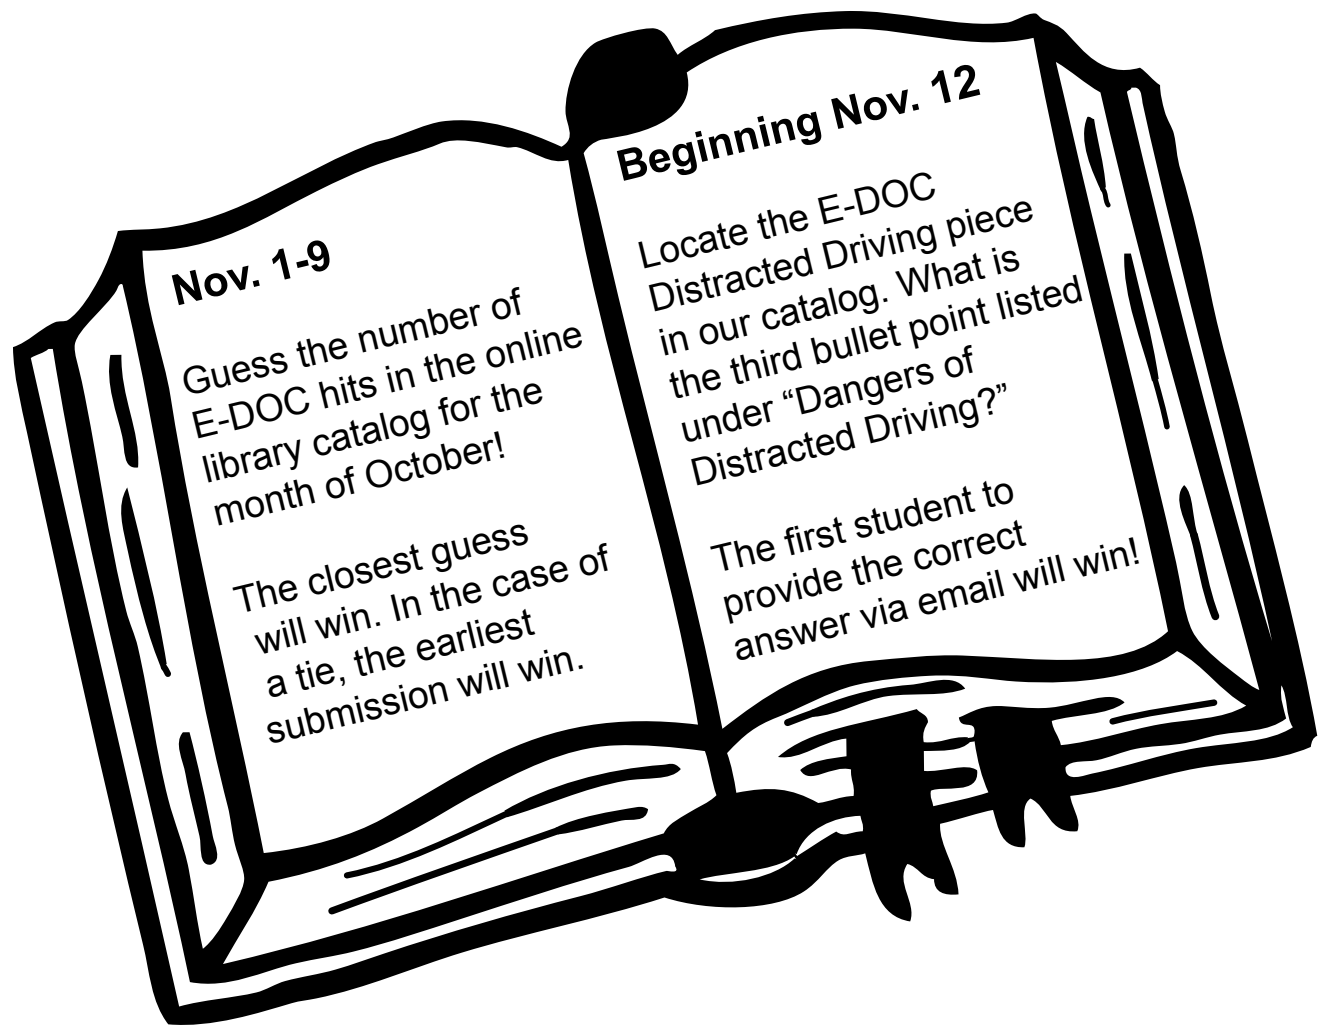 Nov. 1-9
Guess the number of
E-DOC hits in the online
library catalog for the
month of October!
The closest guess
will win. In the case of
a tie, the earliest
submission will win.
Beginning Nov. 12
Locate the E-DOC
Distracted Driving piece
in our catalog. What is
the third bullet point listed
under “Dangers of
Distracted Driving?”
The first student to
provide the correct
answer via email will win!